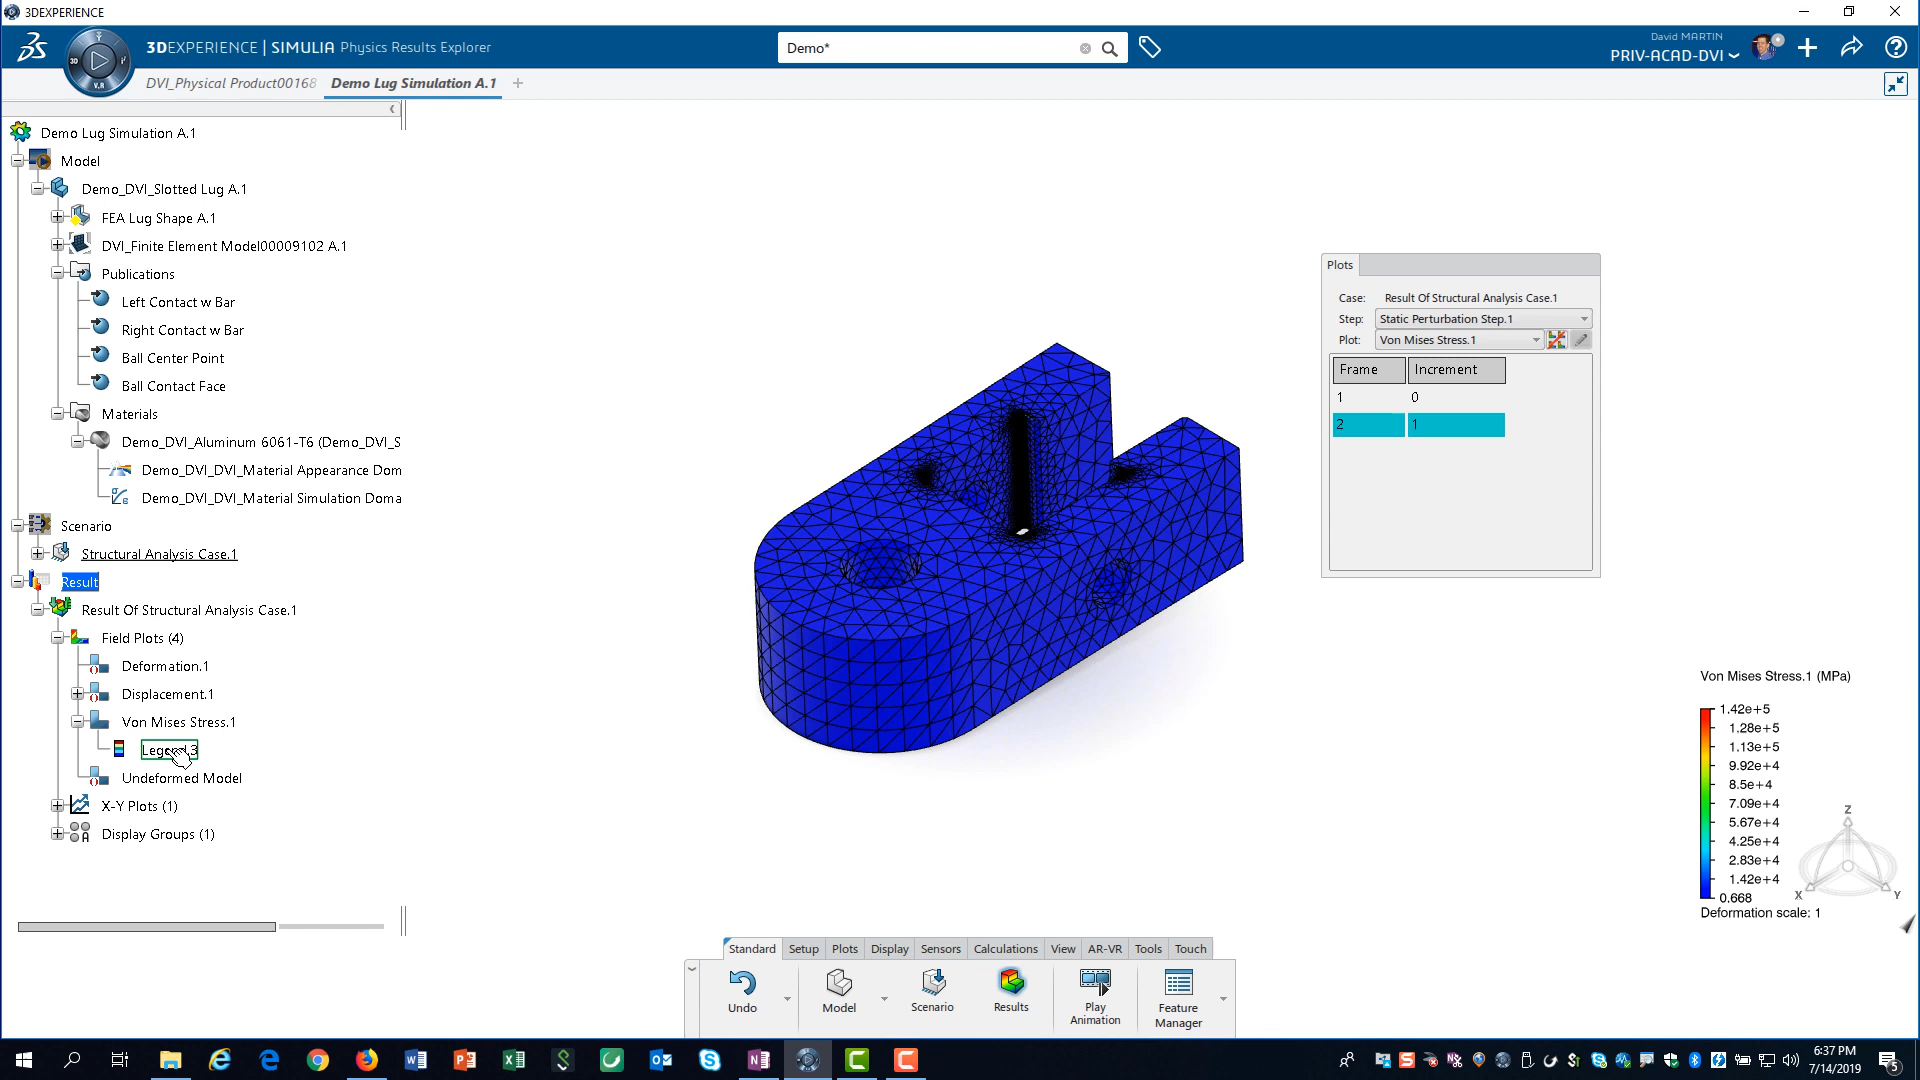 3DEXPERIENCE
3DEXPERIENCE | SIMULIA Physics Results Explorer
Demo*
David MARTIN
PRIV-ACAD-DVI
DVI_Physical Product00168
Demo Lug Simulation A.1
Demo Lug Simulation A.1
Model
Demo_DVI_Slotted Lug A.1
FEA Lug Shape A.1
DVI_Finite Element Model00009102 A.1
Publications
Left Contact w Bar
Right Contact w Bar
Ball Center Point
Ball Contact Face
Materials
Demo_DVI_Aluminum 6061-T6 (Demo_DVI_S
Demo_DVI_DVI_Material Appearance Dom
Demo_DVI_DVI_Material Simulation Doma
Scenario
Structural Analysis Case.1
Result
Result Of Structural Analysis Case.1
Field Plots (4)
Deformation.1
Displacement.1
Von Mises Stress.1
Legend.3
Undeformed Model
X-Y Plots (1)
Display Groups (1)
Plots
Case: Result Of Structural Analysis Case.1
Step: Static Perturbation Step.1
Plot: Von Mises Stress.1
Frame Increment
1 0
2 1
Von Mises Stress.1 (MPa)
1.42e+5
1.28e+5
1.13e+5
9.92e+4
8.5e+4
7.09e+4
5.67e+4
4.25e+4
2.83e+4
1.42e+4
0.668
Deformation scale: 1
Z
X
Y
Standard Setup Plots Display Sensors Calculations View AR-VR Tools Touch
Undo
Model
Scenario
Results
Play Animation
Feature Manager
6:37 PM
7/14/2019